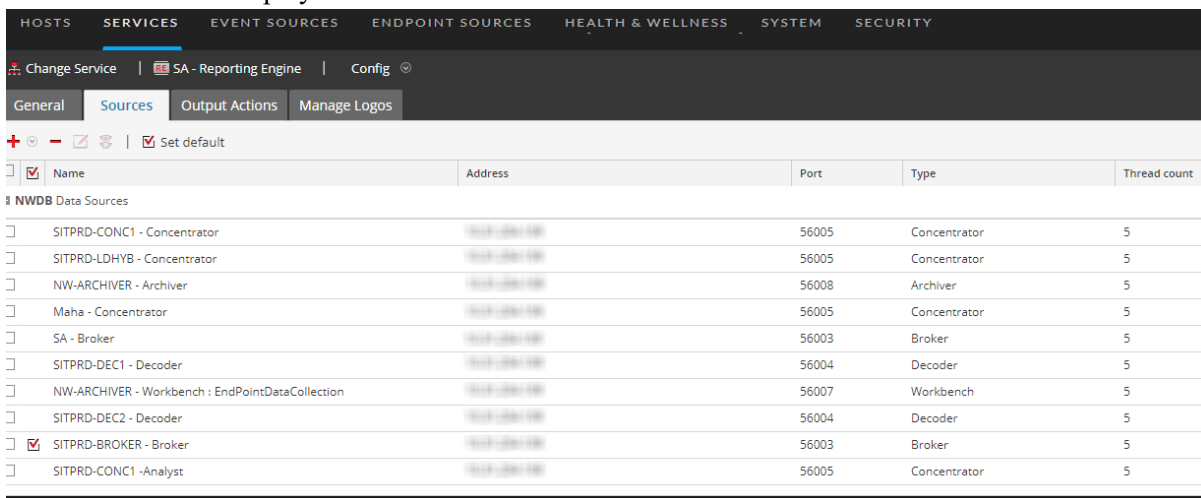 HOSTS SERVICES EVENT SOURCES ENDPOINT SOURCES HEALTH & WELLNESS SYSTEM SECURITY
Change Service | RE SA - Reporting Engine | Config
General Sources Output Actions Manage Logos
Set default
Name Address Port Type Thread count
NWDB Data Sources
SITPRD-CONC1 - Concentrator 56005 Concentrator 5
SITPRD-LDHYB - Concentrator 56005 Concentrator 5
NW-ARCHIVER - Archiver 56008 Archiver 5
Maha - Concentrator 56005 Concentrator 5
SA - Broker 56003 Broker 5
SITPRD-DEC1 - Decoder 56004 Decoder 5
NW-ARCHIVER - Workbench : EndPointDataCollection 56007 Workbench 5
SITPRD-DEC2 - Decoder 56004 Decoder 5
SITPRD-BROKER - Broker 56003 Broker 5
SITPRD-CONC1 -Analyst 56005 Concentrator 5